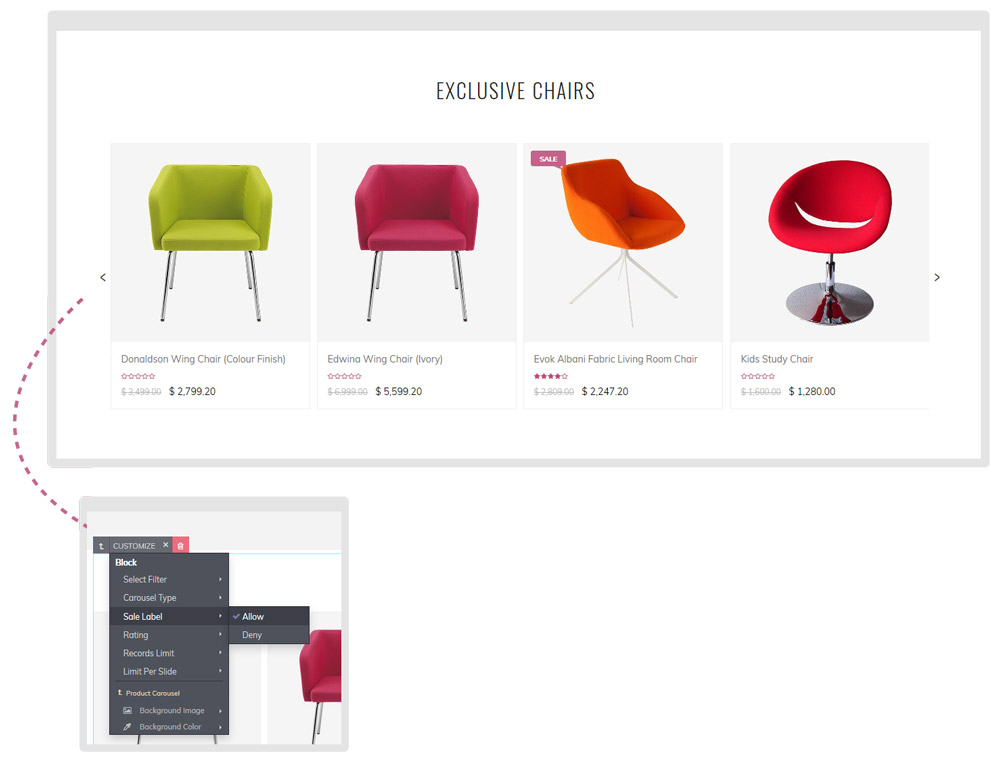 EXCLUSIVE CHAIRS
SALE
Donaldson Wing Chair (Colour Finish)
$ 3,499.00 $ 2,799.20
Edwina Wing Chair (Ivory)
$ 6,999.00 $ 5,599.20
Evok Albani Fabric Living Room Chair
$ 2,809.00 $ 2,247.20
Kids Study Chair
$ 1,600.00 $ 1,280.00
CUSTOMIZE
Block
Select Filter
Carousel Type
Sale Label
Allow
Rating
Deny
Records Limit
Limit Per Slide
Product Carousel
Background Image
Background Color